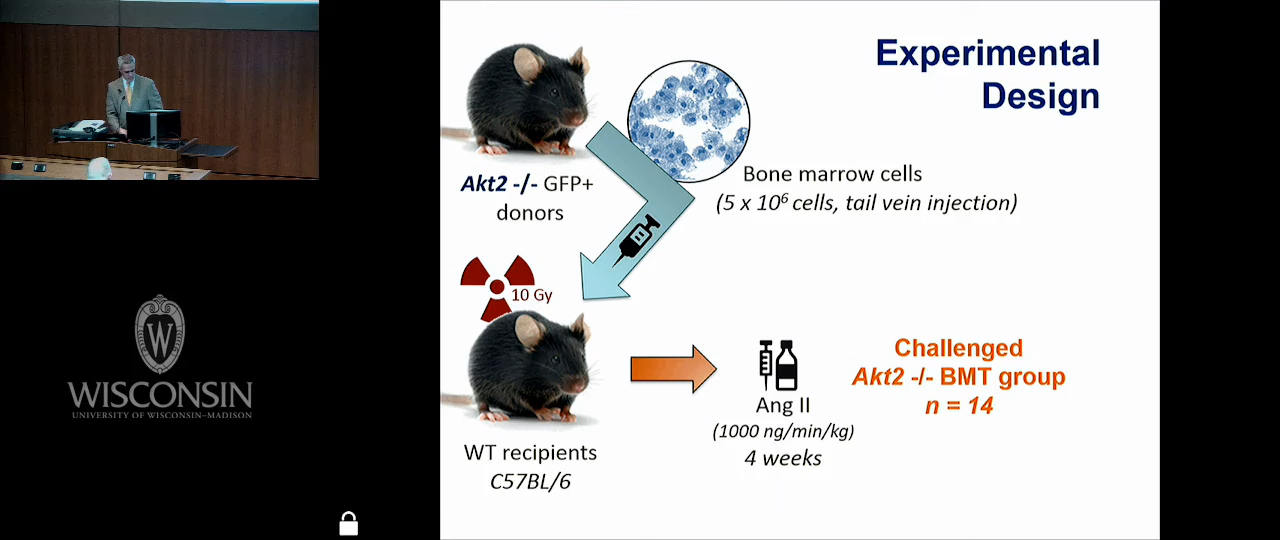 Experimental
Design
Akt2 -/- GFP+
donors
Bone marrow cells
(5 x 10⁶ cells, tail vein injection)
10 Gy
WT recipients
C57BL/6
Ang II
(1000 ng/min/kg)
4 weeks
Challenged
Akt2 -/- BMT group
n = 14
W
WISCONSIN
UNIVERSITY OF WISCONSIN–MADISON